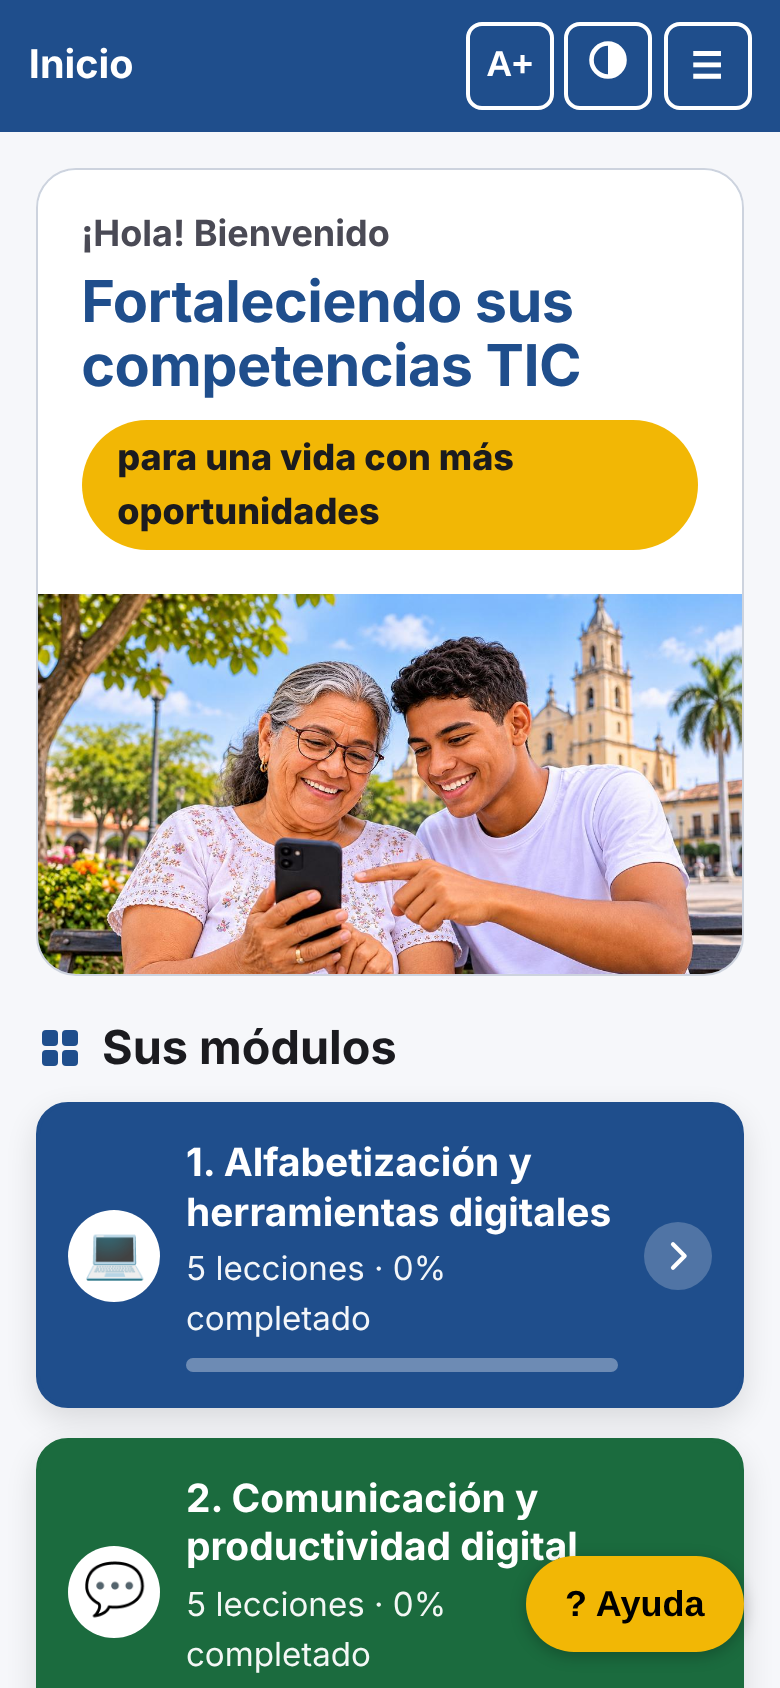 Inicio
A+
¡Hola! Bienvenido
Fortaleciendo sus
competencias TIC
para una vida con más
oportunidades
Sus módulos
1. Alfabetización y
herramientas digitales
5 lecciones · 0%
completado
2. Comunicación y
productividad digital
5 lecciones · 0%
completado
? Ayuda